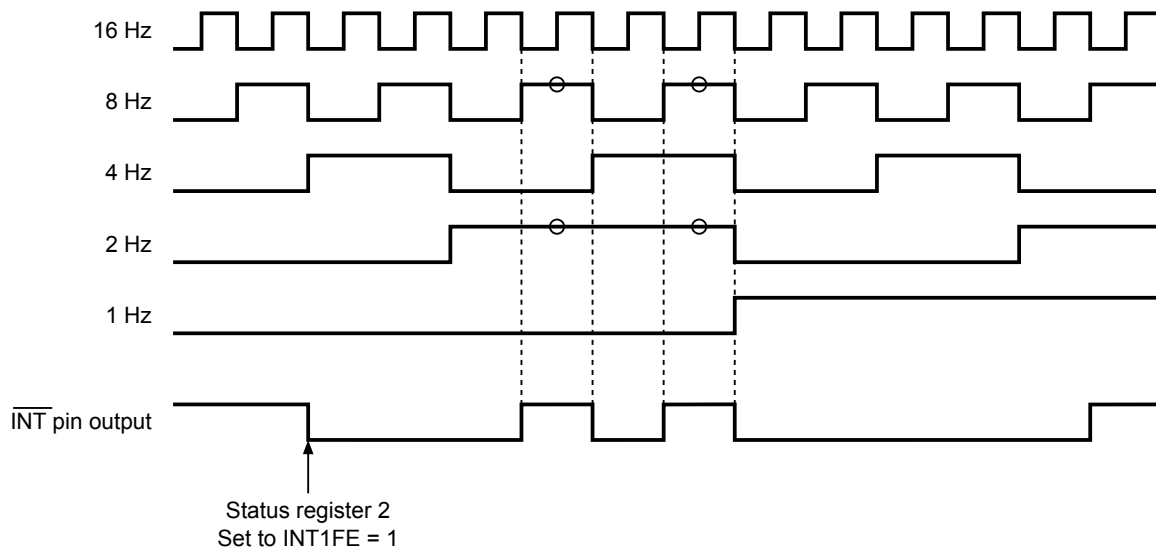 16 Hz
8 Hz
4 Hz
2 Hz
1 Hz
INT pin output
Status register 2
Set to INT1FE = 1